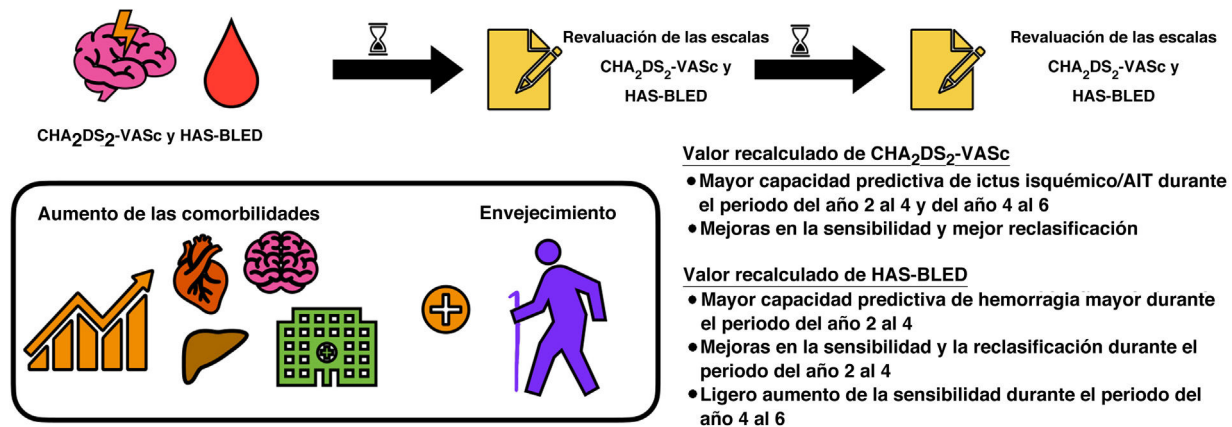 CHA2DS2-VASc y HAS-BLED
Revaluación de las escalas
CHA2DS2-VASc y
HAS-BLED
Revaluación de las escalas
CHA2DS2-VASc y
HAS-BLED
Aumento de las comorbilidades
Envejecimiento
Valor recalculado de CHA2DS2-VASc
• Mayor capacidad predictiva de ictus isquémico/AIT durante
el periodo del año 2 al 4 y del año 4 al 6
• Mejoras en la sensibilidad y mejor reclasificación
Valor recalculado de HAS-BLED
• Mayor capacidad predictiva de hemorragia mayor durante
el periodo del año 2 al 4
• Mejoras en la sensibilidad y la reclasificación durante el
periodo del año 2 al 4
• Ligero aumento de la sensibilidad durante el periodo del
año 4 al 6